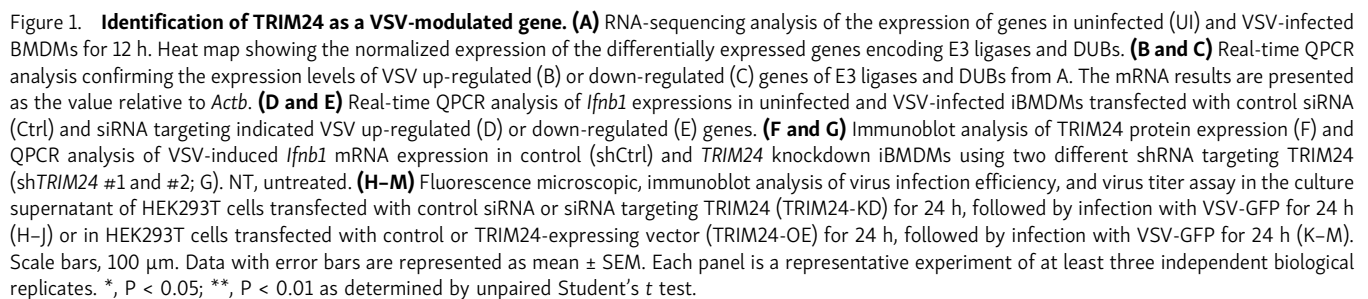 Figure 1. Identification of TRIM24 as a VSV-modulated gene. (A) RNA-sequencing analysis of the expression of genes in uninfected (UI) and VSV-infected
BMDMs for 12 h. Heat map showing the normalized expression of the differentially expressed genes encoding E3 ligases and DUBs. (B and C) Real-time QPCR
analysis confirming the expression levels of VSV up-regulated (B) or down-regulated (C) genes of E3 ligases and DUBs from A. The mRNA results are presented
as the value relative to Actb. (D and E) Real-time QPCR analysis of Ifnb1 expressions in uninfected and VSV-infected iBMDMs transfected with control siRNA
(Ctrl) and siRNA targeting indicated VSV up-regulated (D) or down-regulated (E) genes. (F and G) Immunoblot analysis of TRIM24 protein expression (F) and
QPCR analysis of VSV-induced Ifnb1 mRNA expression in control (shCtrl) and TRIM24 knockdown iBMDMs using two different shRNA targeting TRIM24
(shTRIM24 #1 and #2; G). NT, untreated. (H–M) Fluorescence microscopic, immunoblot analysis of virus infection efficiency, and virus titer assay in the culture
supernatant of HEK293T cells transfected with control siRNA or siRNA targeting TRIM24 (TRIM24-KD) for 24 h, followed by infection with VSV-GFP for 24 h
(H–J) or in HEK293T cells transfected with control or TRIM24-expressing vector (TRIM24-OE) for 24 h, followed by infection with VSV-GFP for 24 h (K–M).
Scale bars, 100 μm. Data with error bars are represented as mean ± SEM. Each panel is a representative experiment of at least three independent biological
replicates. *, P < 0.05; **, P < 0.01 as determined by unpaired Student's t test.